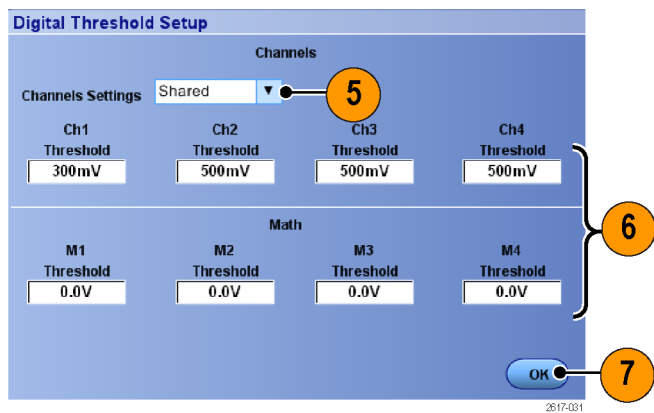 Digital Threshold Setup
Channels
Channels Settings Shared 5
Ch1 Ch2 Ch3 Ch4
Threshold Threshold Threshold Threshold
300mV 500mV 500mV 500mV
6
Math
M1 M2 M3 M4
Threshold Threshold Threshold Threshold
0.0V 0.0V 0.0V 0.0V
OK 7
2617-031